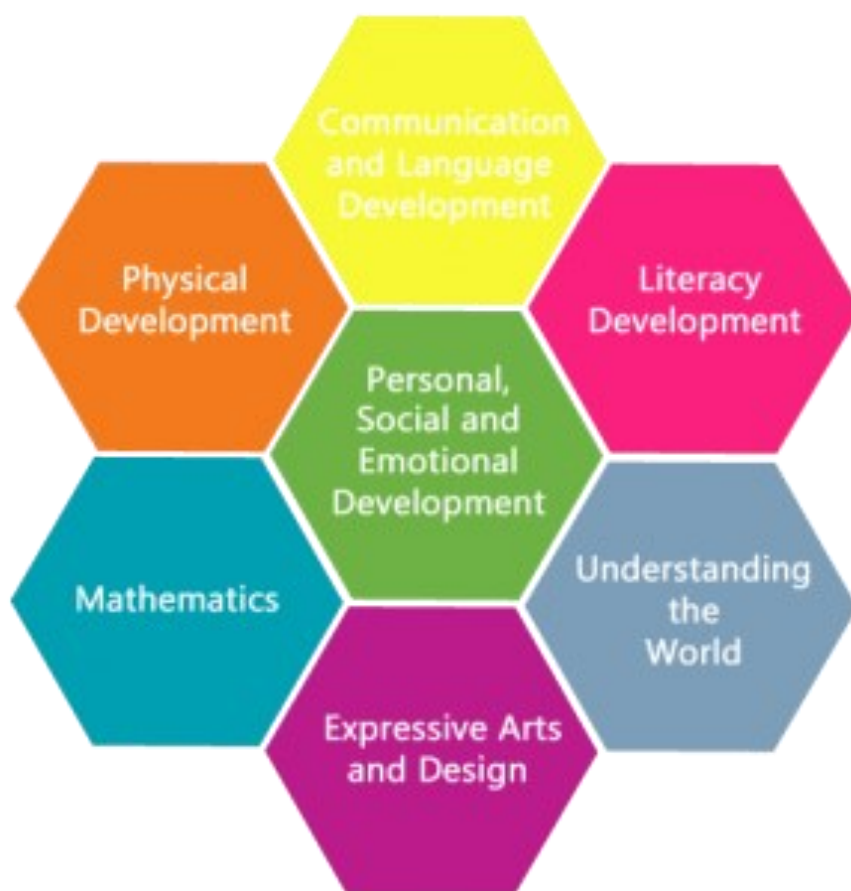 Communication
and Language
Development
Physical
Development
Literacy
Development
Personal,
Social and
Emotional
Development
Mathematics
Understanding
the
World
Expressive Arts
and Design